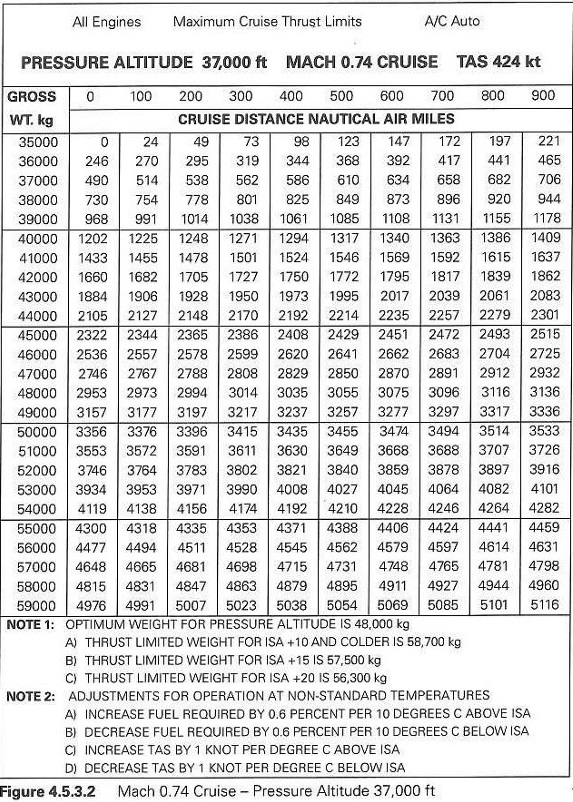 All Engines Maximum Cruise Thrust Limits A/C Auto
PRESSURE ALTITUDE 37,000 ft MACH 0.74 CRUISE TAS 424 kt
GROSS 0 100 200 300 400 500 600 700 800 900
WT. kg CRUISE DISTANCE NAUTICAL AIR MILES
35000 0 24 49 73 98 123 147 172 197 221
36000 246 270 295 319 344 368 392 417 441 465
37000 490 514 538 562 586 610 634 658 682 706
38000 730 754 778 801 825 849 873 896 920 944
39000 968 991 1014 1038 1061 1085 1108 1131 1155 1178
40000 1202 1225 1248 1271 1294 1317 1340 1363 1386 1409
41000 1433 1455 1478 1501 1524 1546 1569 1592 1615 1637
42000 1660 1682 1705 1727 1750 1772 1795 1817 1839 1862
43000 1884 1906 1928 1950 1973 1995 2017 2039 2061 2083
44000 2105 2127 2148 2170 2192 2214 2235 2257 2279 2301
45000 2322 2344 2365 2386 2408 2429 2451 2472 2493 2515
46000 2536 2557 2578 2599 2620 2641 2662 2683 2704 2725
47000 2746 2767 2788 2808 2829 2850 2870 2891 2912 2932
48000 2953 2973 2994 3014 3035 3055 3075 3096 3116 3136
49000 3157 3177 3197 3217 3237 3257 3277 3297 3317 3336
50000 3356 3376 3396 3415 3435 3455 3474 3494 3514 3533
51000 3553 3572 3591 3611 3630 3649 3668 3688 3707 3726
52000 3746 3764 3783 3802 3821 3840 3859 3878 3897 3916
53000 3934 3953 3971 3990 4008 4027 4045 4064 4082 4101
54000 4119 4138 4156 4174 4192 4210 4228 4246 4264 4282
55000 4300 4318 4335 4353 4371 4388 4406 4424 4441 4459
56000 4477 4494 4511 4528 4545 4562 4579 4597 4614 4631
57000 4648 4665 4681 4698 4715 4731 4748 4765 4781 4798
58000 4815 4831 4847 4863 4879 4895 4911 4927 4944 4960
59000 4976 4991 5007 5023 5038 5054 5069 5085 5101 5116
NOTE 1: OPTIMUM WEIGHT FOR PRESSURE ALTITUDE IS 48,000 kg
A) THRUST LIMITED WEIGHT FOR ISA +10 AND COLDER IS 58,700 kg
B) THRUST LIMITED WEIGHT FOR ISA +15 IS 57,500 kg
C) THRUST LIMITED WEIGHT FOR ISA +20 IS 56,300 kg
NOTE 2: ADJUSTMENTS FOR OPERATION AT NON-STANDARD TEMPERATURES
A) INCREASE FUEL REQUIRED BY 0.6 PERCENT PER 10 DEGREES C ABOVE ISA
B) DECREASE FUEL REQUIRED BY 0.6 PERCENT PER 10 DEGREES C BELOW ISA
C) INCREASE TAS BY 1 KNOT PER DEGREE C ABOVE ISA
D) DECREASE TAS BY 1 KNOT PER DEGREE C BELOW ISA
Figure 4.5.3.2 Mach 0.74 Cruise – Pressure Altitude 37,000 ft